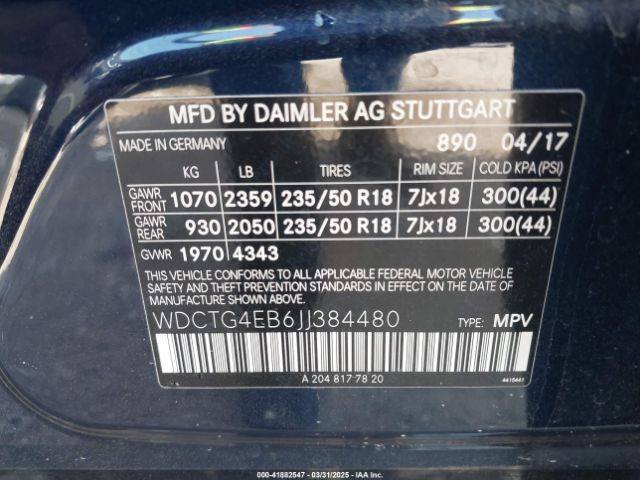 MFD BY DAIMLER AG STUTTGART
MADE IN GERMANY 890 04/17
KG LB TIRES RIM SIZE COLD KPA (PSI)
GAWR FRONT 1070 2359 235/50 R18 7Jx18 300(44)
GAWR REAR 930 2050 235/50 R18 7Jx18 300(44)
GVWR 1970 4343
THIS VEHICLE CONFORMS TO ALL APPLICABLE FEDERAL MOTOR VEHICLE
SAFETY AND THEFT PREVENTION STANDARDS IN EFFECT ON THE DATE
OF MANUFACTURE SHOWN ABOVE.
WDCTG4EB6JJ384480 TYPE: MPV
A 204 817 78 20
4415441
000-41882547 - 03/31/2025 - IAA, Inc.